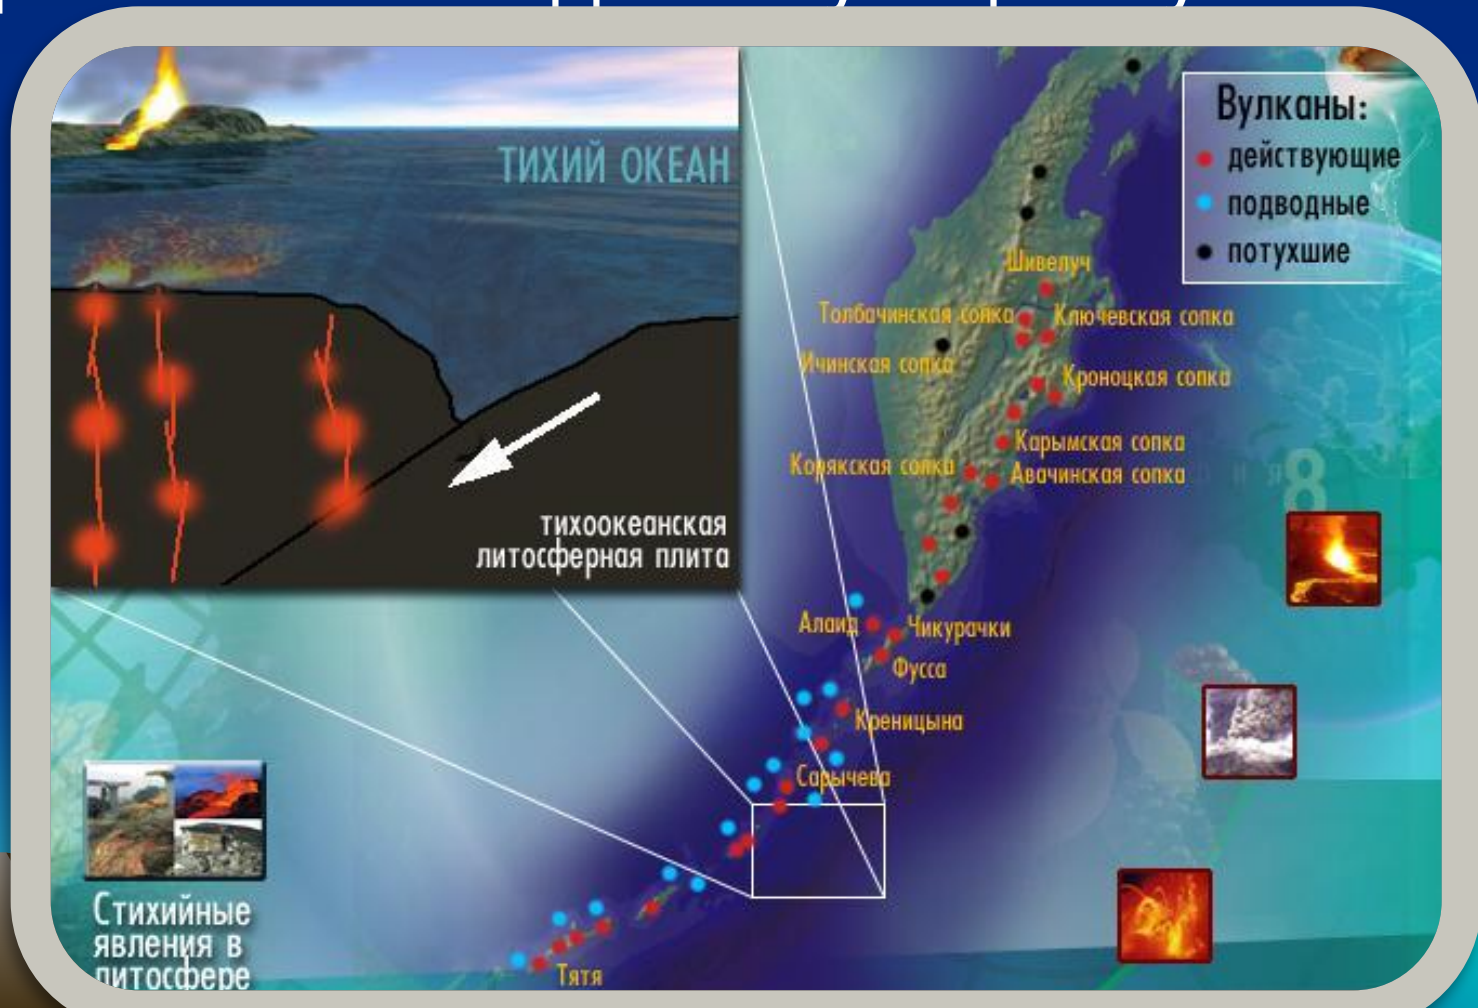 ТИХИЙ ОКЕАН
тихоокеанская
литосферная плита
Вулканы:
действующие
подводные
потухшие
Шивелуч
Толбачинская сопка
Ключевская сопка
Ичинская сопка
Кроноцкая сопка
Карымская сопка
Корякская сопка
Авачинская сопка
8
Алаид
Чикурачки
Фусса
Креницына
Сарычева
Тятя
Стихийные
явления в
литосфере